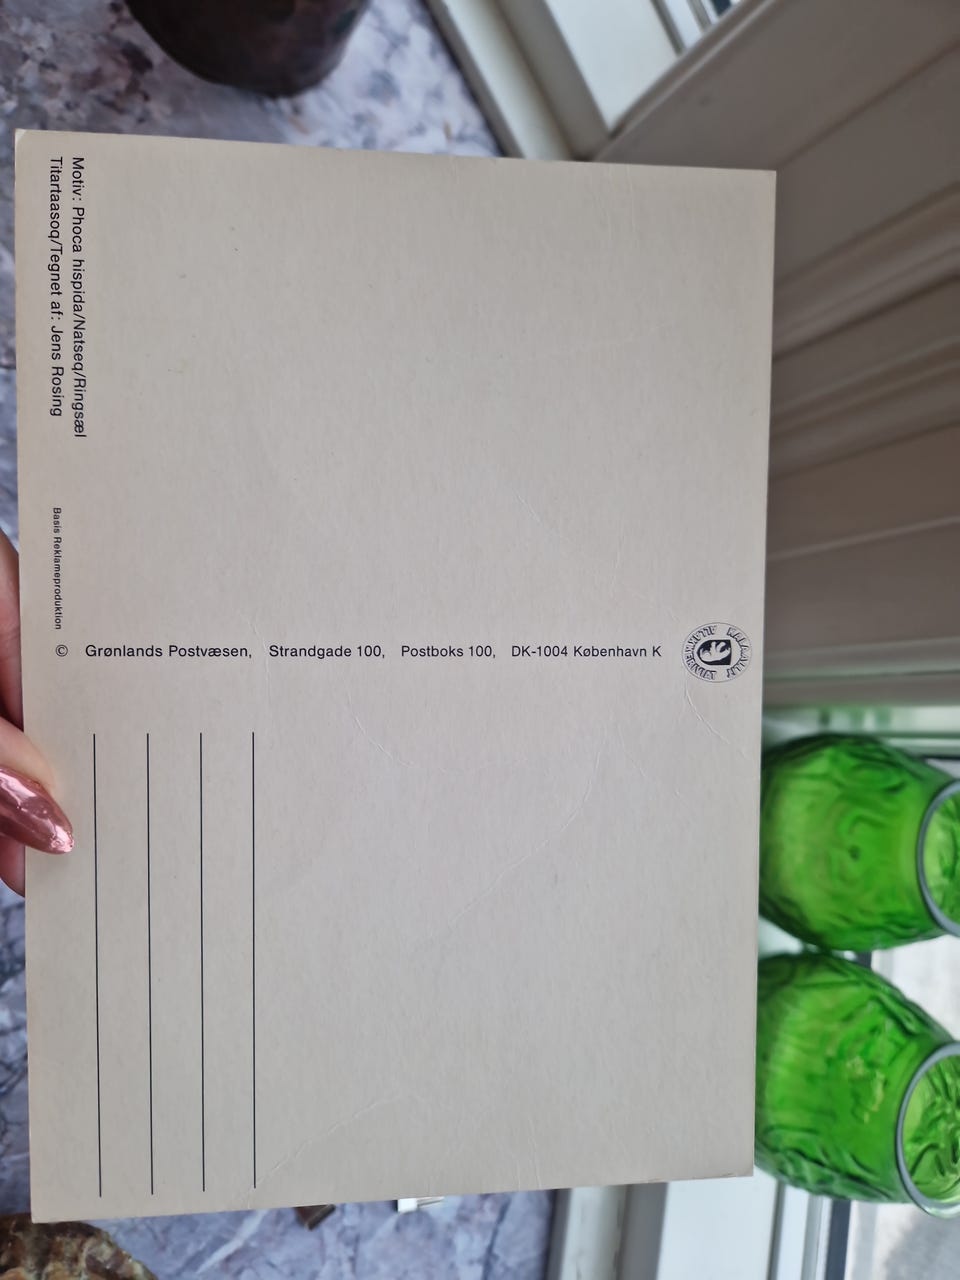 Motiv: Phoca hispida/Natseq/Ringsæl
Titartaasoq/Tegnet af: Jens Rosing
Basis Reklameproduktion
© Grønlands Postvæsen, Strandgade 100, Postboks 100, DK-1004 København K
KALAALLIT